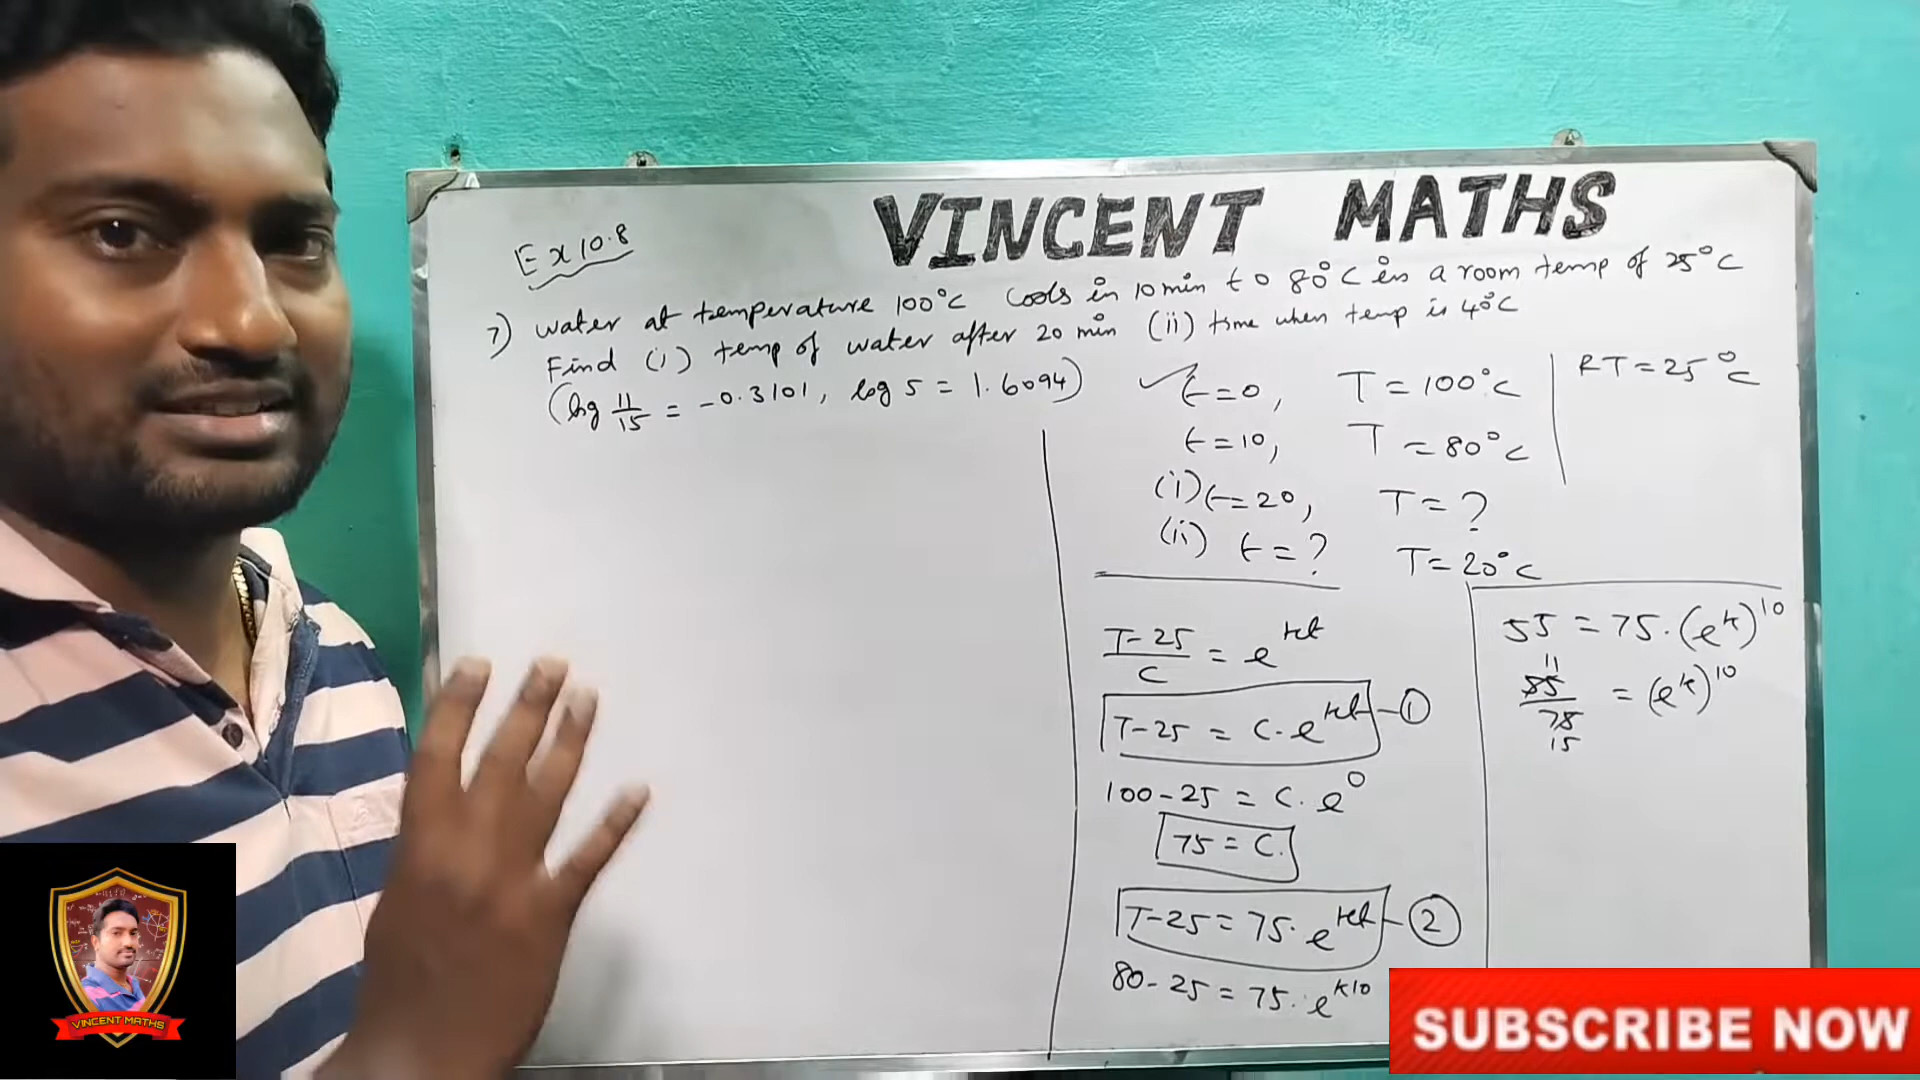 VINCENT MATHS
Ex 10.8
7) water at temperature 100°C cools in 10 min to 80°C in a room temp of 25°C
Find (i) temp of water after 20 min (ii) time when temp is 40°C
(log 11/15 = -0.3101, log 5 = 1.6094)
✓ t=0, T=100°C
RT=25°C
t=10, T=80°C
(i) t=20, T=?
(ii) t=? T=20°C
T-25/C = e^kt
T-25 = C.e^kt -①
100-25 = C.e^0
75 = C.
T-25=75.e^kt -②
80-25=75.e^k10
55 = 75.(e^k)^10
11
55/75 = (e^k)^10
15
VINCENT MATHS
SUBSCRIBE NOW